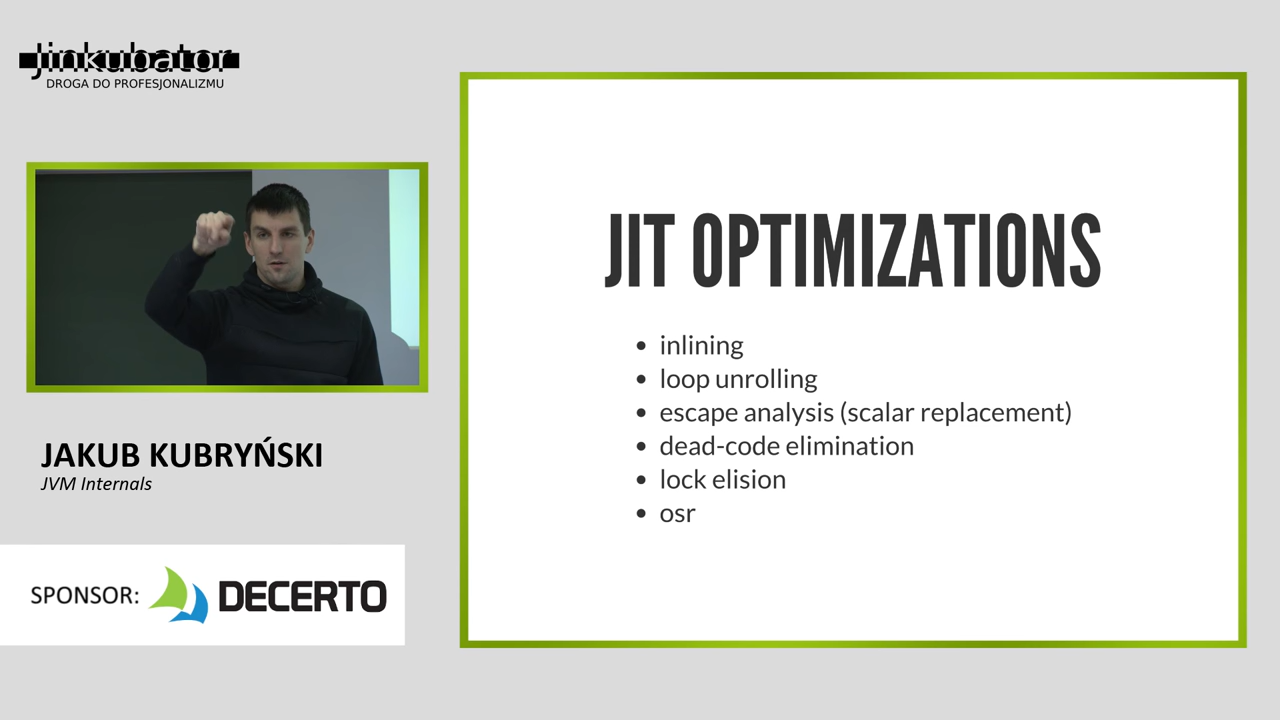 Jinkubator
DROGA DO PROFESJONALIZMU
JAKUB KUBRYŃSKI
JVM Internals
SPONSOR: DECERTO
JIT OPTIMIZATIONS
• inlining
• loop unrolling
• escape analysis (scalar replacement)
• dead-code elimination
• lock elision
• osr